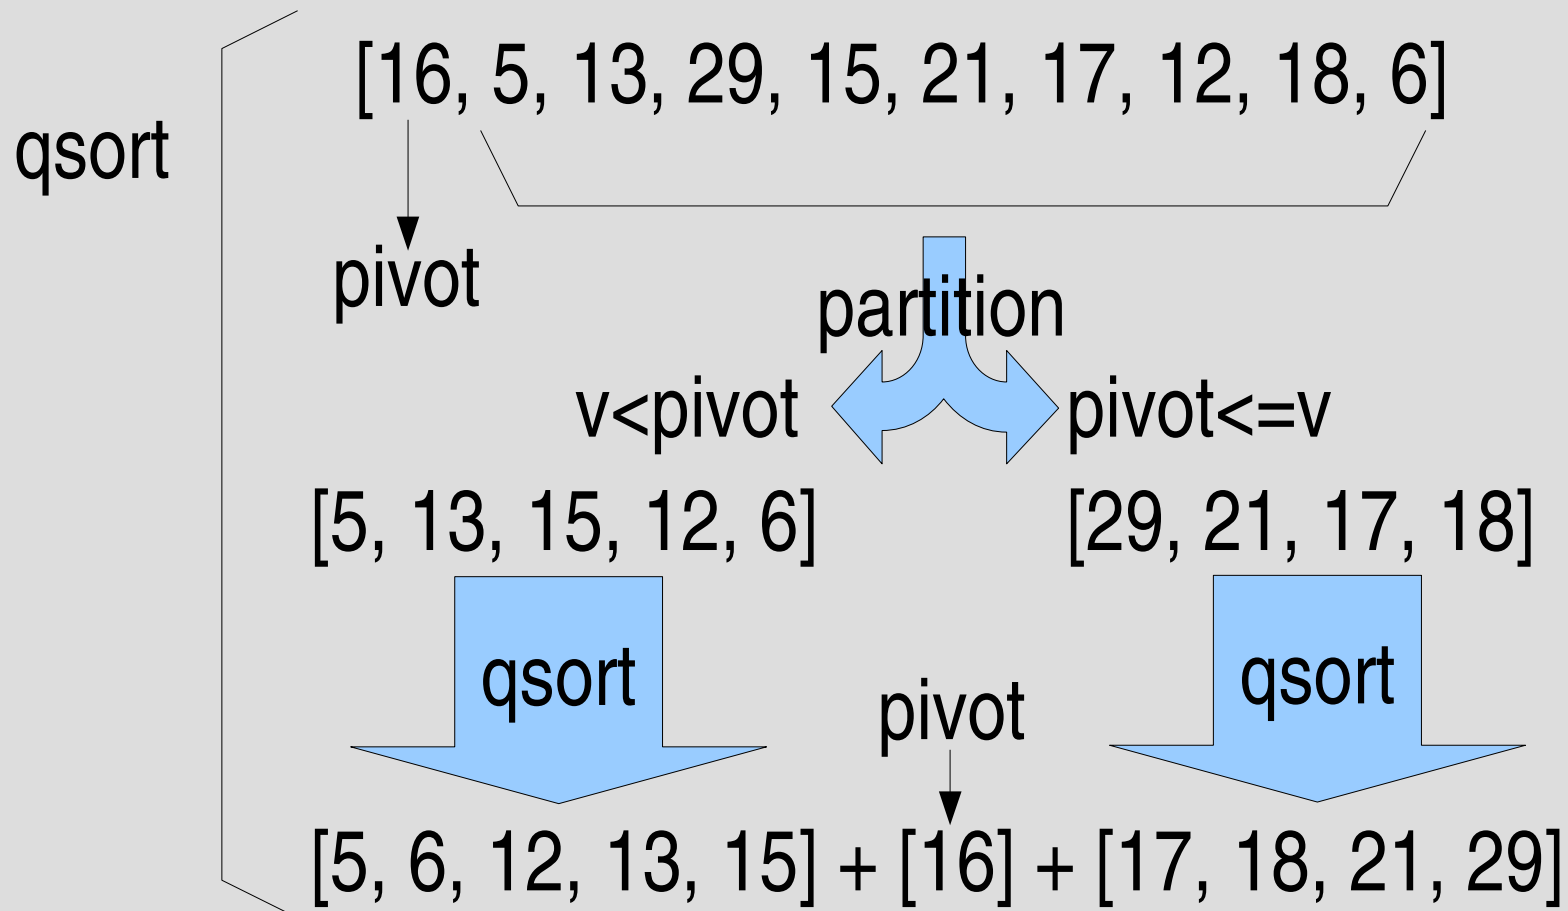 [16, 5, 13, 29, 15, 21, 17, 12, 18, 6]
qsort
pivot
partition
v<pivot
pivot<=v
[5, 13, 15, 12, 6]
[29, 21, 17, 18]
qsort
qsort
pivot
[5, 6, 12, 13, 15] + [16] + [17, 18, 21, 29]